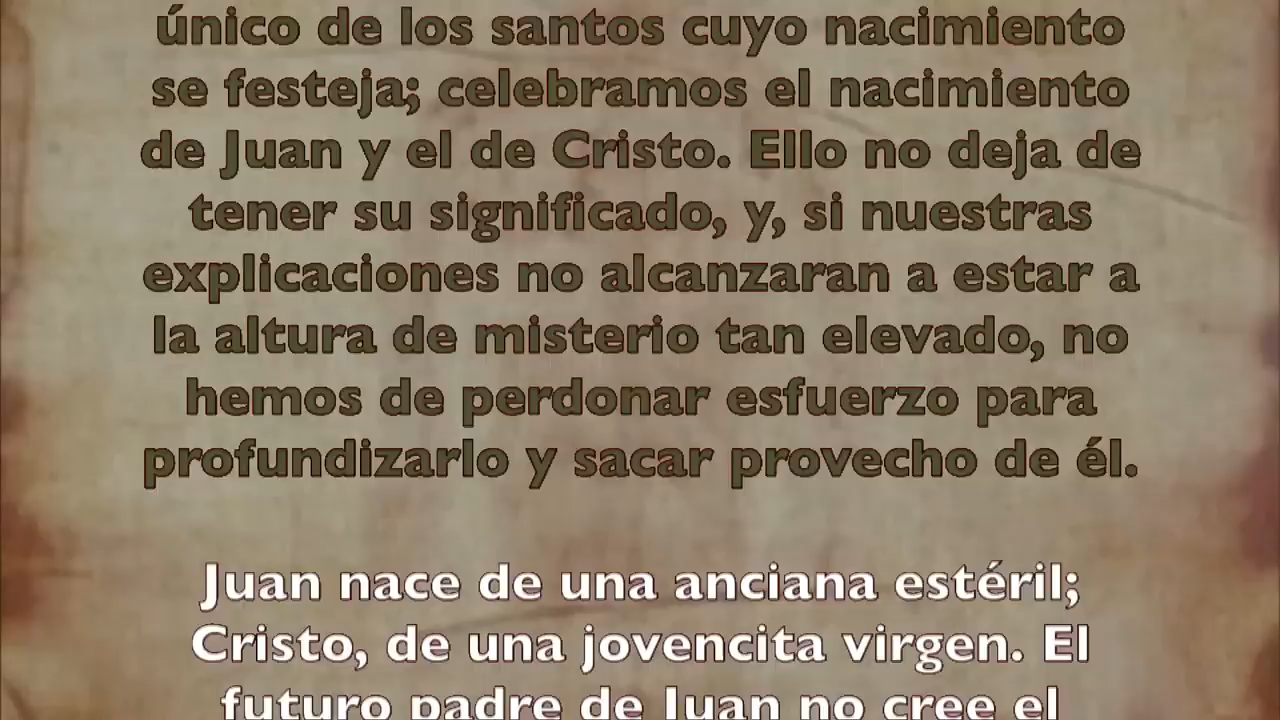 único de los santos cuyo nacimiento
se festeja; celebramos el nacimiento
de Juan y el de Cristo. Ello no deja de
tener su significado, y, si nuestras
explicaciones no alcanzaran a estar a
la altura de misterio tan elevado, no
hemos de perdonar esfuerzo para
profundizarlo y sacar provecho de él.
Juan nace de una anciana estéril;
Cristo, de una jovencita virgen. El
futuro padre de Juan no cree el